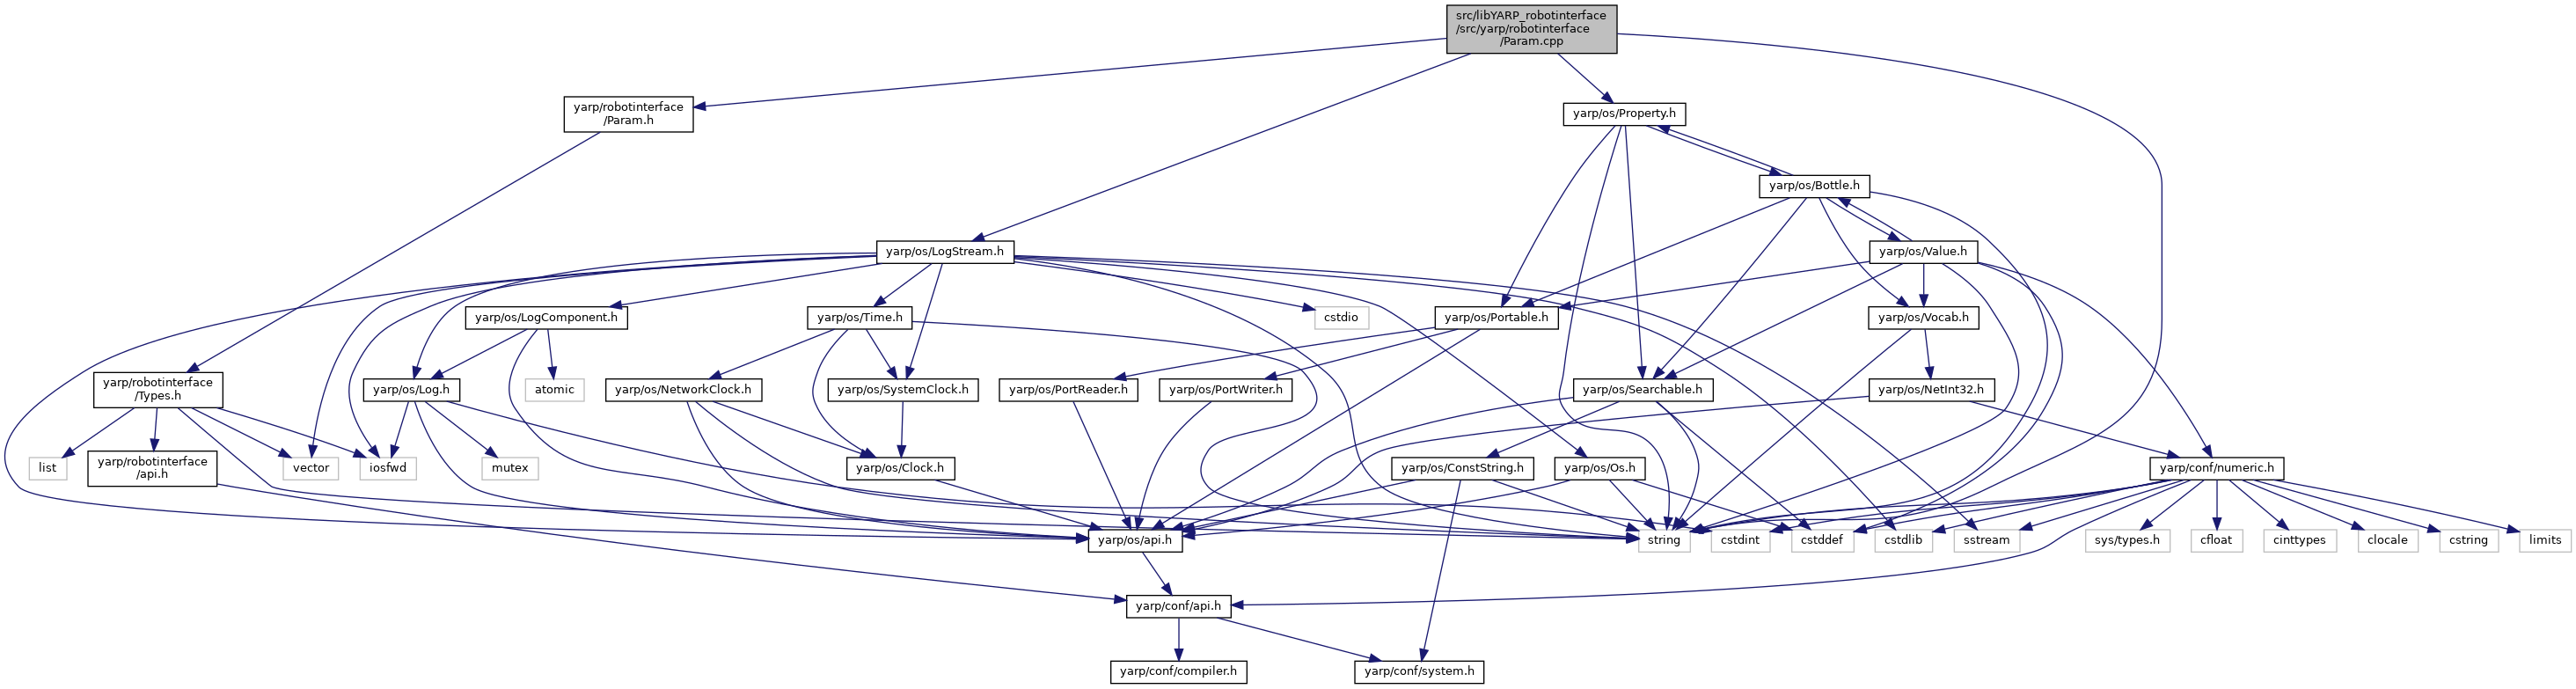 src/libYARP_robotinterface
/src/yarp/robotinterface
/Param.cpp
yarp/robotinterface
/Param.h
yarp/os/Property.h
yarp/os/Bottle.h
yarp/os/LogStream.h
yarp/os/Value.h
yarp/os/LogComponent.h
yarp/os/Time.h
cstdio
yarp/os/Portable.h
yarp/os/Vocab.h
yarp/robotinterface
/Types.h
yarp/os/Log.h
atomic
yarp/os/NetworkClock.h
yarp/os/SystemClock.h
yarp/os/PortReader.h
yarp/os/PortWriter.h
yarp/os/Searchable.h
yarp/os/NetInt32.h
list
yarp/robotinterface
/api.h
vector
iosfwd
mutex
yarp/os/Clock.h
yarp/os/ConstString.h
yarp/os/Os.h
yarp/conf/numeric.h
yarp/os/api.h
string
cstdint
cstddef
cstdlib
sstream
sys/types.h
cfloat
cinttypes
clocale
cstring
limits
yarp/conf/api.h
yarp/conf/compiler.h
yarp/conf/system.h